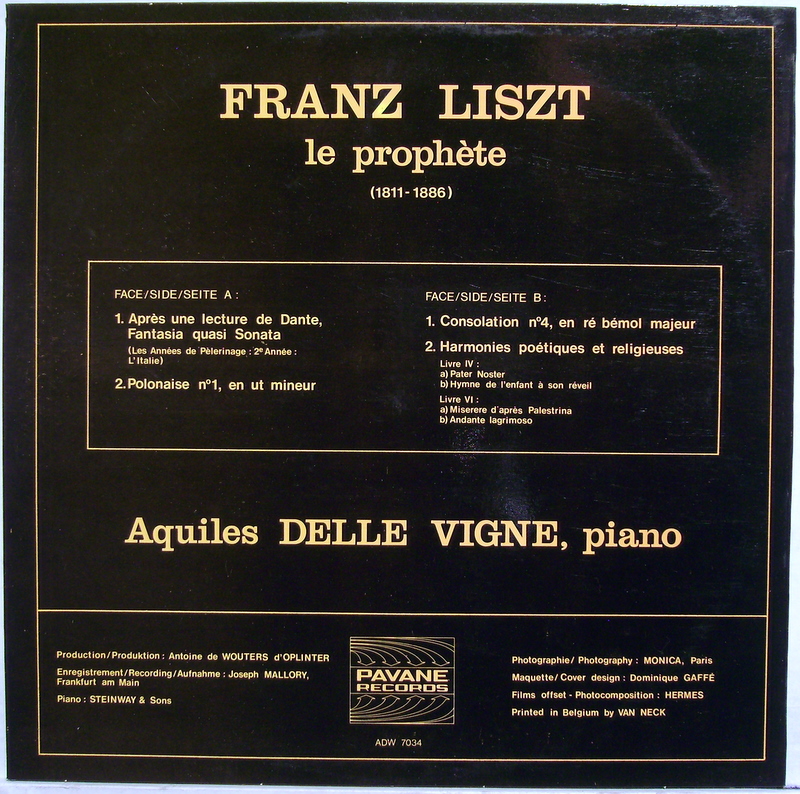 FRANZ LISZT
le prophète
(1811-1886)
FACE/SIDE/SEITE A :
1. Après une lecture de Dante,
Fantasia quasi Sonata
(Les Années de Pèlerinage : 2e Année :
L'Italie)
2. Polonaise nº1, en ut mineur
FACE/SIDE/SEITE B :
1. Consolation nº4, en ré bémol majeur
2. Harmonies poétiques et religieuses
Livre IV :
a) Pater Noster
b) Hymne de l'enfant à son réveil
Livre VI :
a) Miserere d'après Palestrina
b) Andante lagrimoso
Aquiles DELLE VIGNE, piano
Production/Produktion : Antoine de WOUTERS d'OPLINTER
Enregistrement/Recording/Aufnahme : Joseph MALLORY,
Frankfurt am Main
Piano : STEINWAY & Sons
PAVANE
RECORDS
ADW 7034
Photographie/ Photography : MONICA, Paris
Maquette/ Cover design : Dominique GAFFÉ
Films offset - Photocomposition : HERMES
Printed in Belgium by VAN NECK